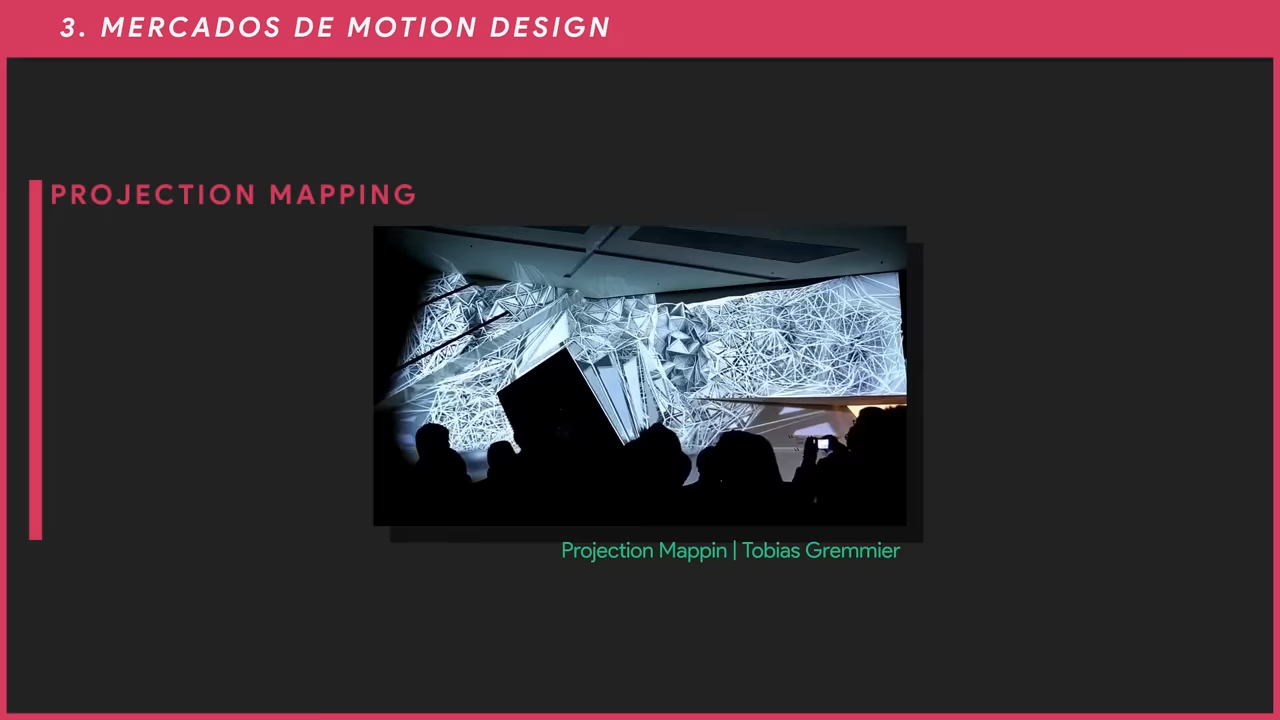 3. MERCADOS DE MOTION DESIGN
PROJECTION MAPPING
Projection Mappin | Tobias Gremmier